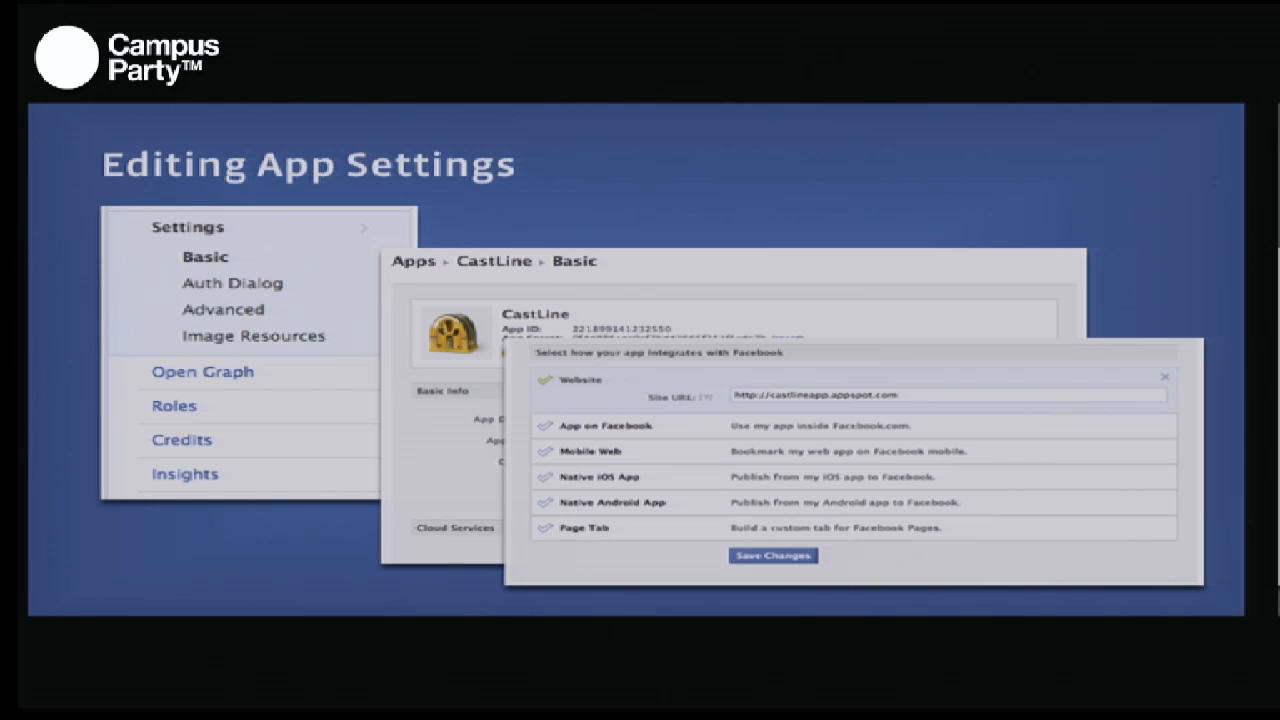 Campus
Party™
Editing App Settings
Settings
Basic
Auth Dialog
Advanced
Image Resources
Open Graph
Roles
Credits
Insights
Apps ▸ CastLine ▸ Basic
CastLine
App ID: 221899141232550
Basic Info
Cloud Services
Select how your app integrates with Facebook
Website
Site URL: [?] http://castlineapp.appspot.com
App on Facebook Use my app inside Facebook.com.
Mobile Web Bookmark my web app on Facebook mobile.
Native iOS App Publish from my iOS app to Facebook.
Native Android App Publish from my Android app to Facebook.
Page Tab Build a custom tab for Facebook Pages.
Save Changes